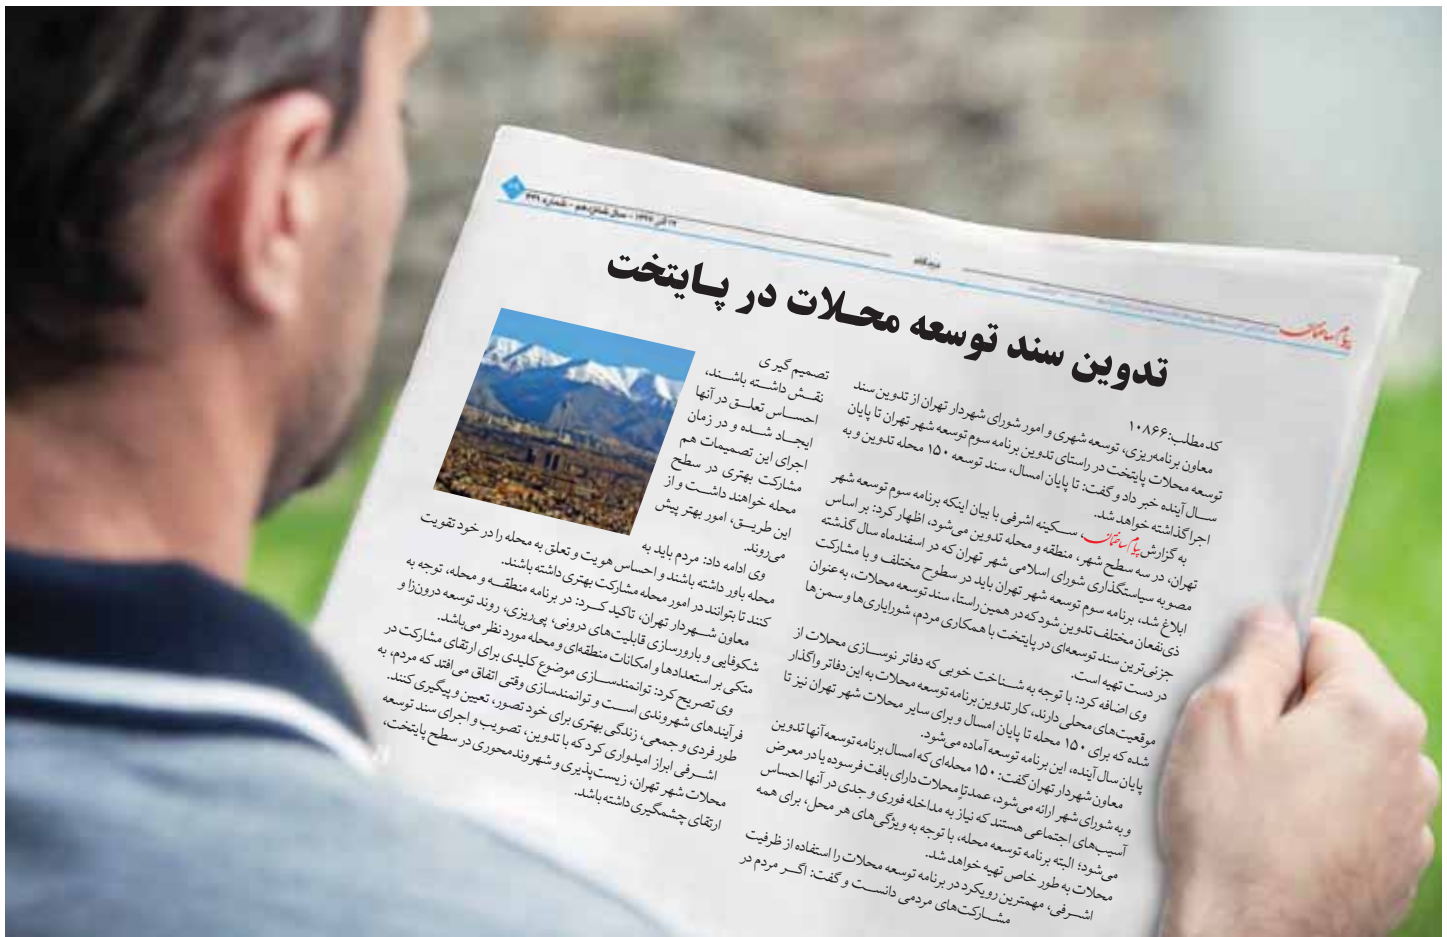 ۱۲ آذر ۱۳۹۷ - سال شانزدهم - شماره ۳۴۹
دیدگاه
پیام ساختمان
تدوین سند توسعه محلات در پایتخت
کد مطلب: ۱۰۸۶۶
معاون برنامه‌ریزی، توسعه شهری و امور شورای شهردار تهران از تدوین سند
توسعه محلات پایتخت در راستای تدوین برنامه سوم توسعه شهر تهران تا پایان
سال آینده خبر داد و گفت: تا پایان امسال، سند توسعه ۱۵۰ محله تدوین و به
اجرا گذاشته خواهد شد.
به گزارش پیام ساختمان، سکینه اشرفی با بیان اینکه برنامه سوم توسعه شهر
تهران، در سه سطح شهر، منطقه و محله تدوین می‌شود، اظهار کرد: بر اساس
مصوبه سیاستگذاری شورای اسلامی شهر تهران که در اسفندماه سال گذشته
ابلاغ شد، برنامه سوم توسعه شهر تهران باید در سطوح مختلف و با مشارکت
ذی‌نفعان مختلف تدوین شود که در همین راستا، سند توسعه محلات، به‌عنوان
جزئی‌ترین سند توسعه‌ای در پایتخت، با همکاری مردم، شورایاری‌ها و سمن‌ها
در دست تهیه است.
وی اضافه کرد: با توجه به شناخت خوبی که دفاتر نوسازی محلات از
موقعیت‌های محلی دارند، کار تدوین برنامه توسعه محلات به این دفاتر واگذار
شده که برای ۱۵۰ محله تا پایان امسال و برای سایر محلات شهر تهران نیز تا
پایان سال آینده، این برنامه توسعه آماده می‌شود.
معاون شهردار تهران گفت: ۱۵۰ محله‌ای که امسال برنامه توسعه آنها تدوین
و به شورای شهر ارائه می‌شود، عمدتاً محلات دارای بافت فرسوده یا در معرض
آسیب‌های اجتماعی هستند که نیاز به مداخله فوری و جدی در آنها احساس
می‌شود؛ البته برنامه توسعه محله، با توجه به ویژگی‌های هر محل، برای همه
محلات به طور خاص تهیه خواهد شد.
اشرفی، مهمترین رویکرد در برنامه توسعه محلات را استفاده از ظرفیت
مشارکت‌های مردمی دانست و گفت: اگر مردم در
تصمیم گیری
نقش داشته باشند،
احساس تعلق در آنها
ایجاد شده و در زمان
اجرای این تصمیمات هم
مشارکت بهتری در سطح
محله خواهند داشت و از
این طریق، امور بهتر پیش
می‌روند.
وی ادامه داد: مردم باید به
محله باور داشته باشند و احساس هویت و تعلق به محله را در خود تقویت
کنند تا بتوانند در امور محله مشارکت بهتری داشته باشند.
معاون شهردار تهران، تاکید کرد: در برنامه منطقه و محله، توجه به
شکوفایی و بارورسازی قابلیت‌های درونی، پی‌ریزی، روند توسعه درون‌زا و
متکی بر استعدادها و امکانات منطقه‌ای و محله مورد نظر می‌باشد.
وی تصریح کرد: توانمندسازی موضوع کلیدی برای ارتقای مشارکت در
فرآیندهای شهروندی است و توانمندسازی وقتی اتفاق می‌افتد که مردم، به
طور فردی و جمعی، زندگی بهتری برای خود تصور، تعیین و پیگیری کنند.
اشرفی ابراز امیدواری کرد که با تدوین، تصویب و اجرای سند توسعه
محلات شهر تهران، زیست‌پذیری و شهروندمحوری در سطح پایتخت،
ارتقای چشمگیری داشته باشد.